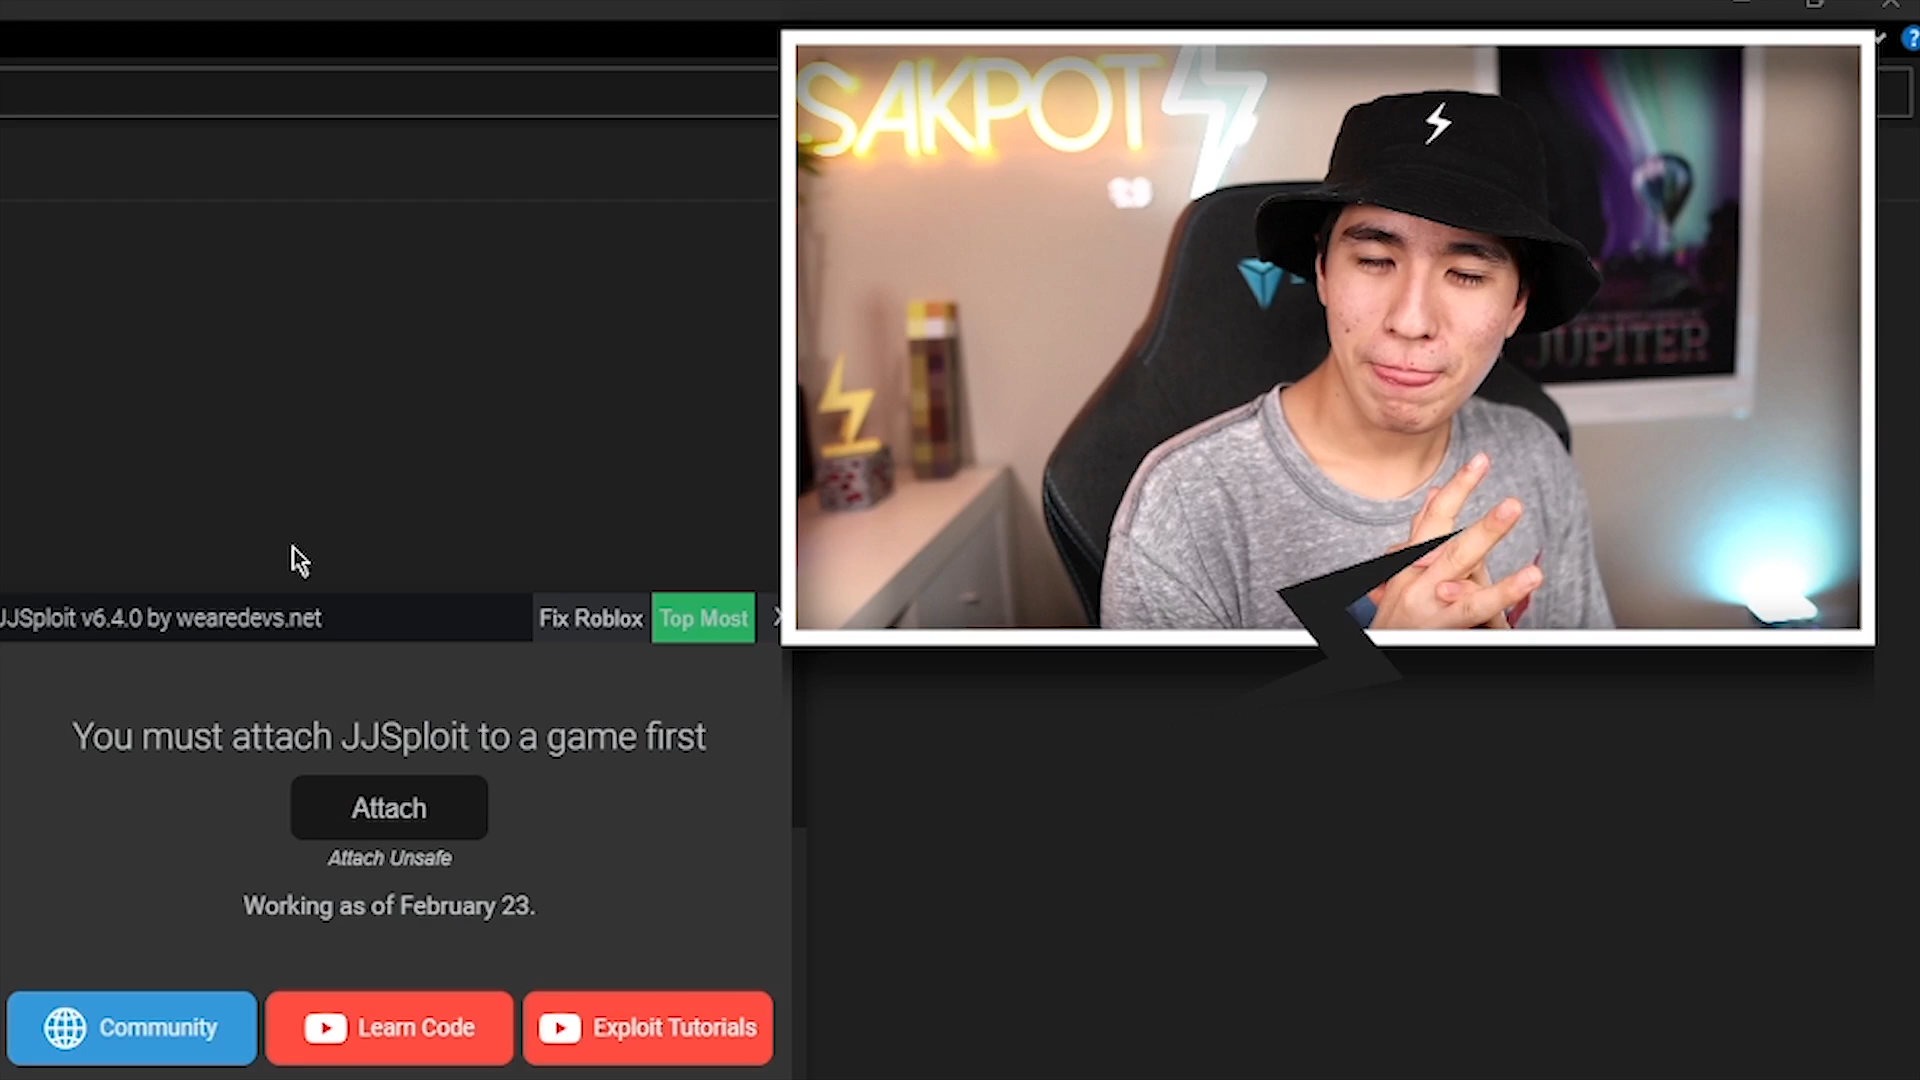 SAKPOT
JUPITER
JJSploit v6.4.0 by wearedevs.net
Fix Roblox
Top Most
You must attach JJSploit to a game first
Attach
Attach Unsafe
Working as of February 23.
Community
Learn Code
Exploit Tutorials